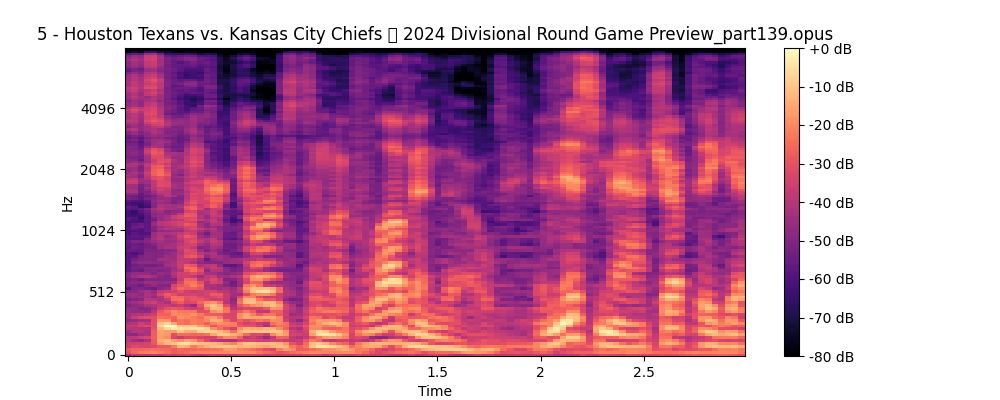 5 - Houston Texans vs. Kansas City Chiefs ▯ 2024 Divisional Round Game Preview_part139.opus
+0 dB
4096
-10 dB
-20 dB
2048
-30 dB
Hz
-40 dB
1024
-50 dB
512
-60 dB
-70 dB
0
-80 dB
0
0.5
1
1.5
2
2.5
Time